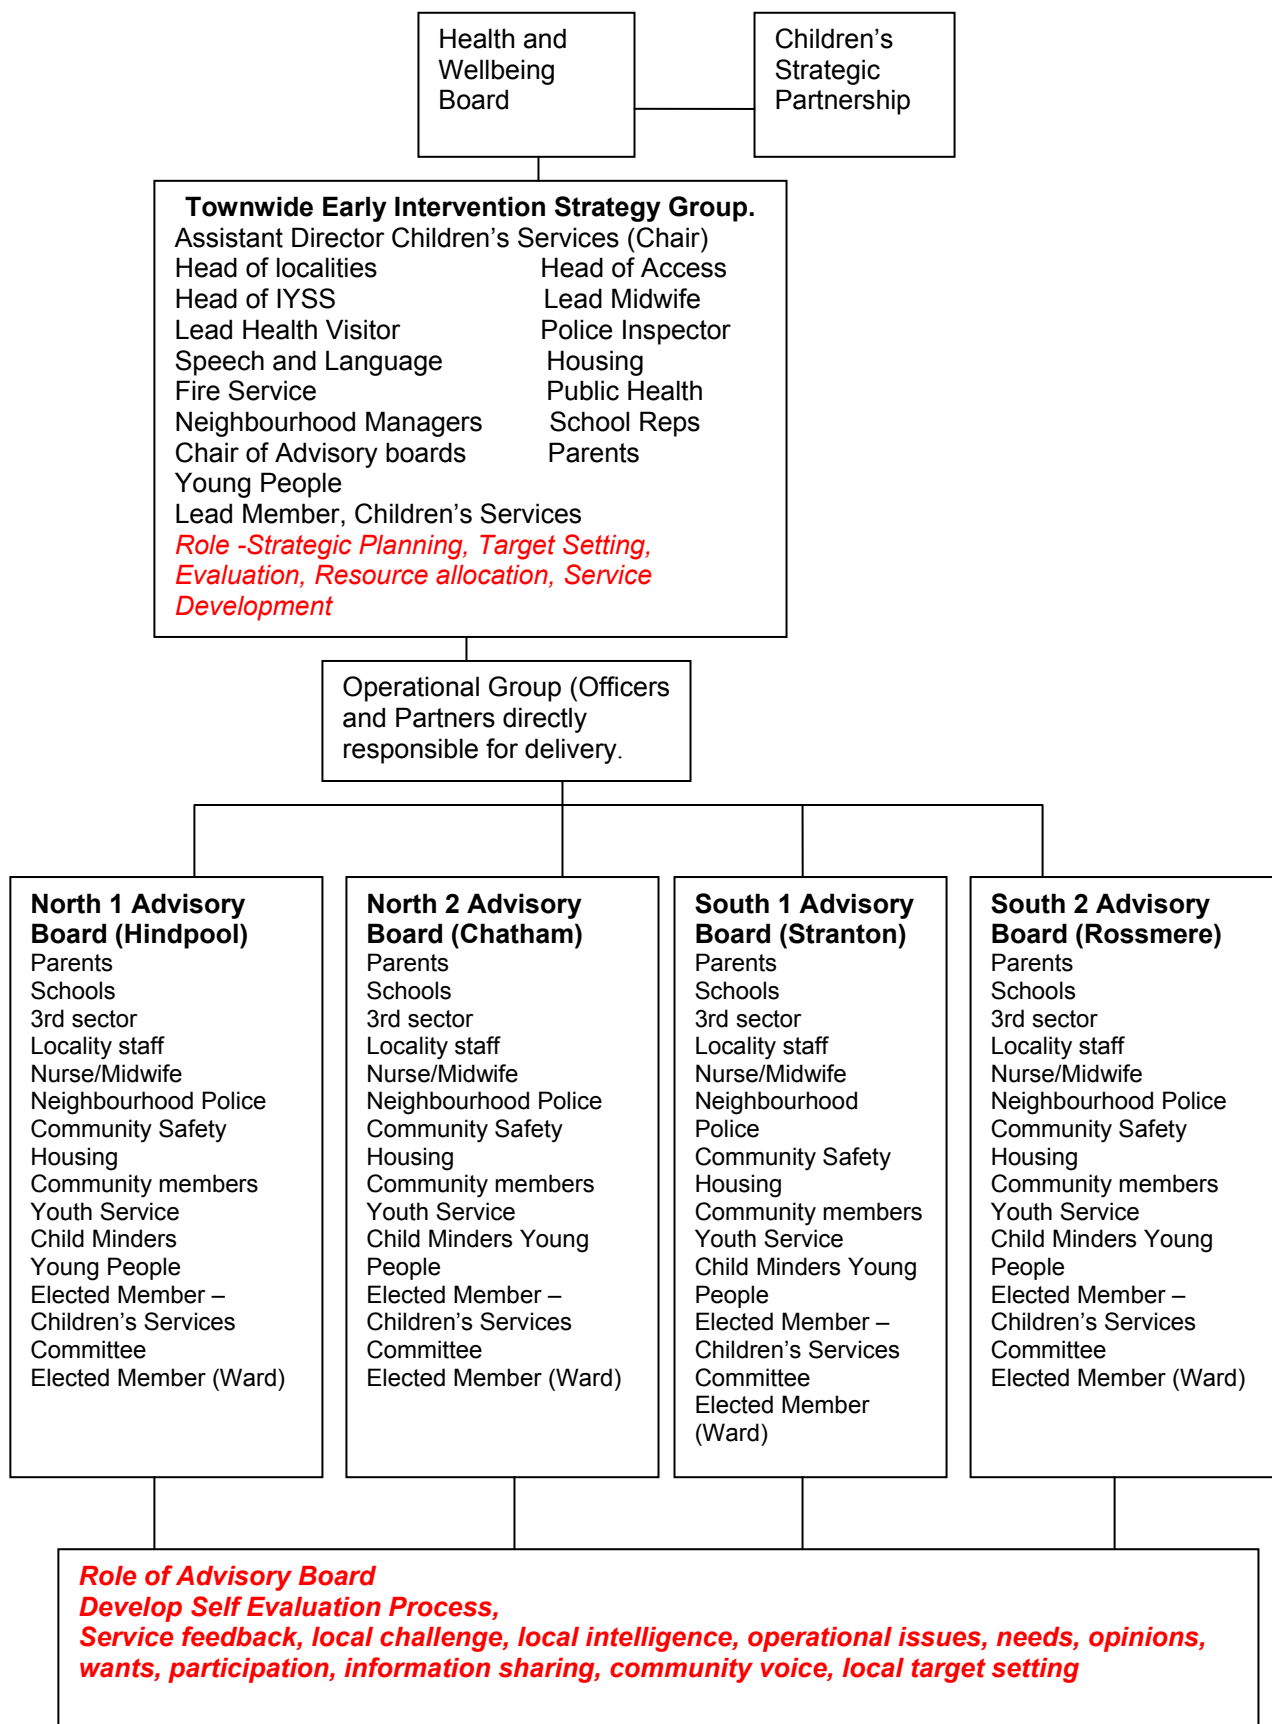 Health and
Wellbeing
Board
Children's
Strategic
Partnership
Townwide Early Intervention Strategy Group.
Assistant Director Children's Services (Chair)
Head of localities Head of Access
Head of IYSS Lead Midwife
Lead Health Visitor Police Inspector
Speech and Language Housing
Fire Service Public Health
Neighbourhood Managers School Reps
Chair of Advisory boards Parents
Young People
Lead Member, Children's Services
Role -Strategic Planning, Target Setting,
Evaluation, Resource allocation, Service
Development
Operational Group (Officers
and Partners directly
responsible for delivery.
North 1 Advisory
Board (Hindpool)
Parents
Schools
3rd sector
Locality staff
Nurse/Midwife
Neighbourhood Police
Community Safety
Housing
Community members
Youth Service
Child Minders
Young People
Elected Member –
Children's Services
Committee
Elected Member (Ward)
North 2 Advisory
Board (Chatham)
Parents
Schools
3rd sector
Locality staff
Nurse/Midwife
Neighbourhood Police
Community Safety
Housing
Community members
Youth Service
Child Minders Young
People
Elected Member –
Children's Services
Committee
Elected Member (Ward)
South 1 Advisory
Board (Stranton)
Parents
Schools
3rd sector
Locality staff
Nurse/Midwife
Neighbourhood
Police
Community Safety
Housing
Community members
Youth Service
Child Minders Young
People
Elected Member –
Children's Services
Committee
Elected Member
(Ward)
South 2 Advisory
Board (Rossmere)
Parents
Schools
3rd sector
Locality staff
Nurse/Midwife
Neighbourhood Police
Community Safety
Housing
Community members
Youth Service
Child Minders Young
People
Elected Member –
Children's Services
Committee
Elected Member (Ward)
Role of Advisory Board
Develop Self Evaluation Process,
Service feedback, local challenge, local intelligence, operational issues, needs, opinions,
wants, participation, information sharing, community voice, local target setting